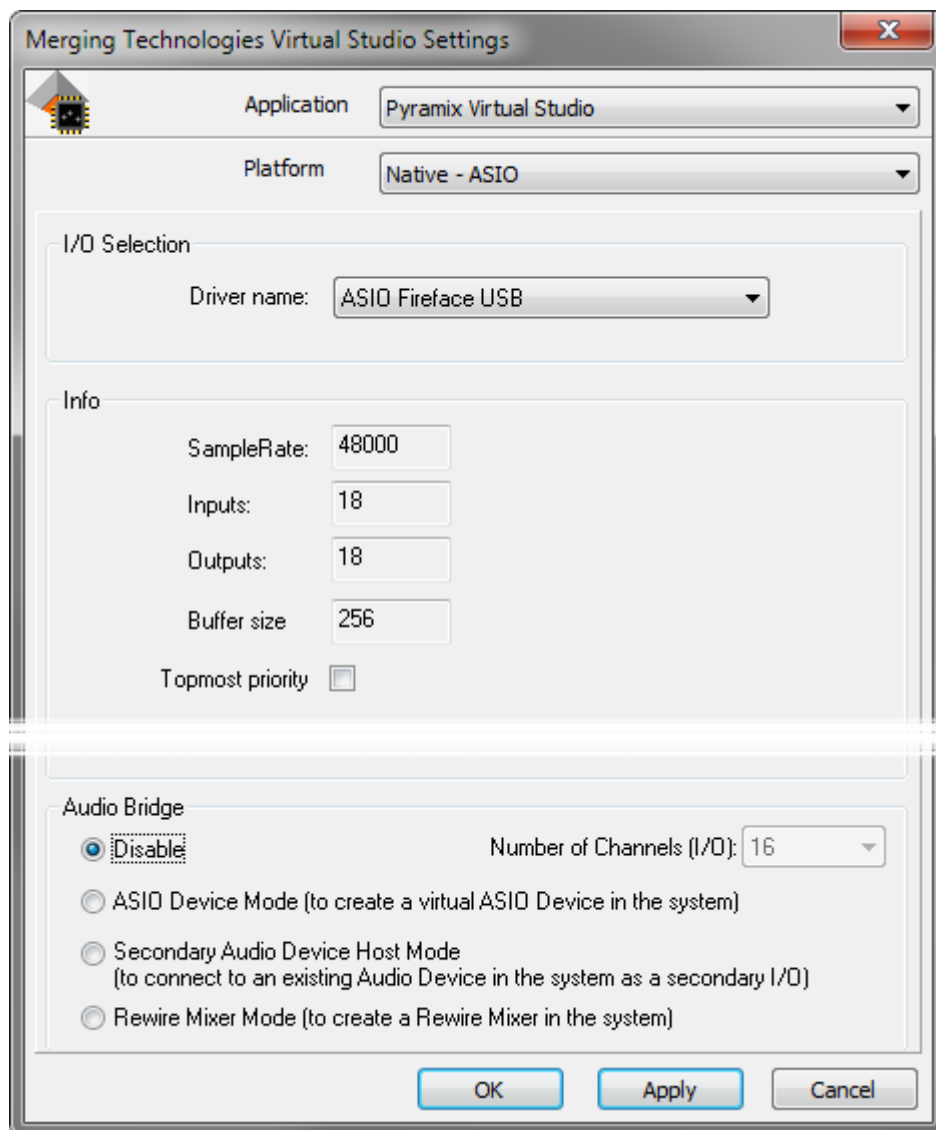 Merging Technologies Virtual Studio Settings
Application Pyramix Virtual Studio
Platform Native - ASIO
I/O Selection
Driver name: ASIO Fireface USB
Info
SampleRate: 48000
Inputs: 18
Outputs: 18
Buffer size 256
Topmost priority
Audio Bridge
Disable Number of Channels (I/O): 16
ASIO Device Mode (to create a virtual ASIO Device in the system)
Secondary Audio Device Host Mode
(to connect to an existing Audio Device in the system as a secondary I/O)
Rewire Mixer Mode (to create a Rewire Mixer in the system)
OK Apply Cancel